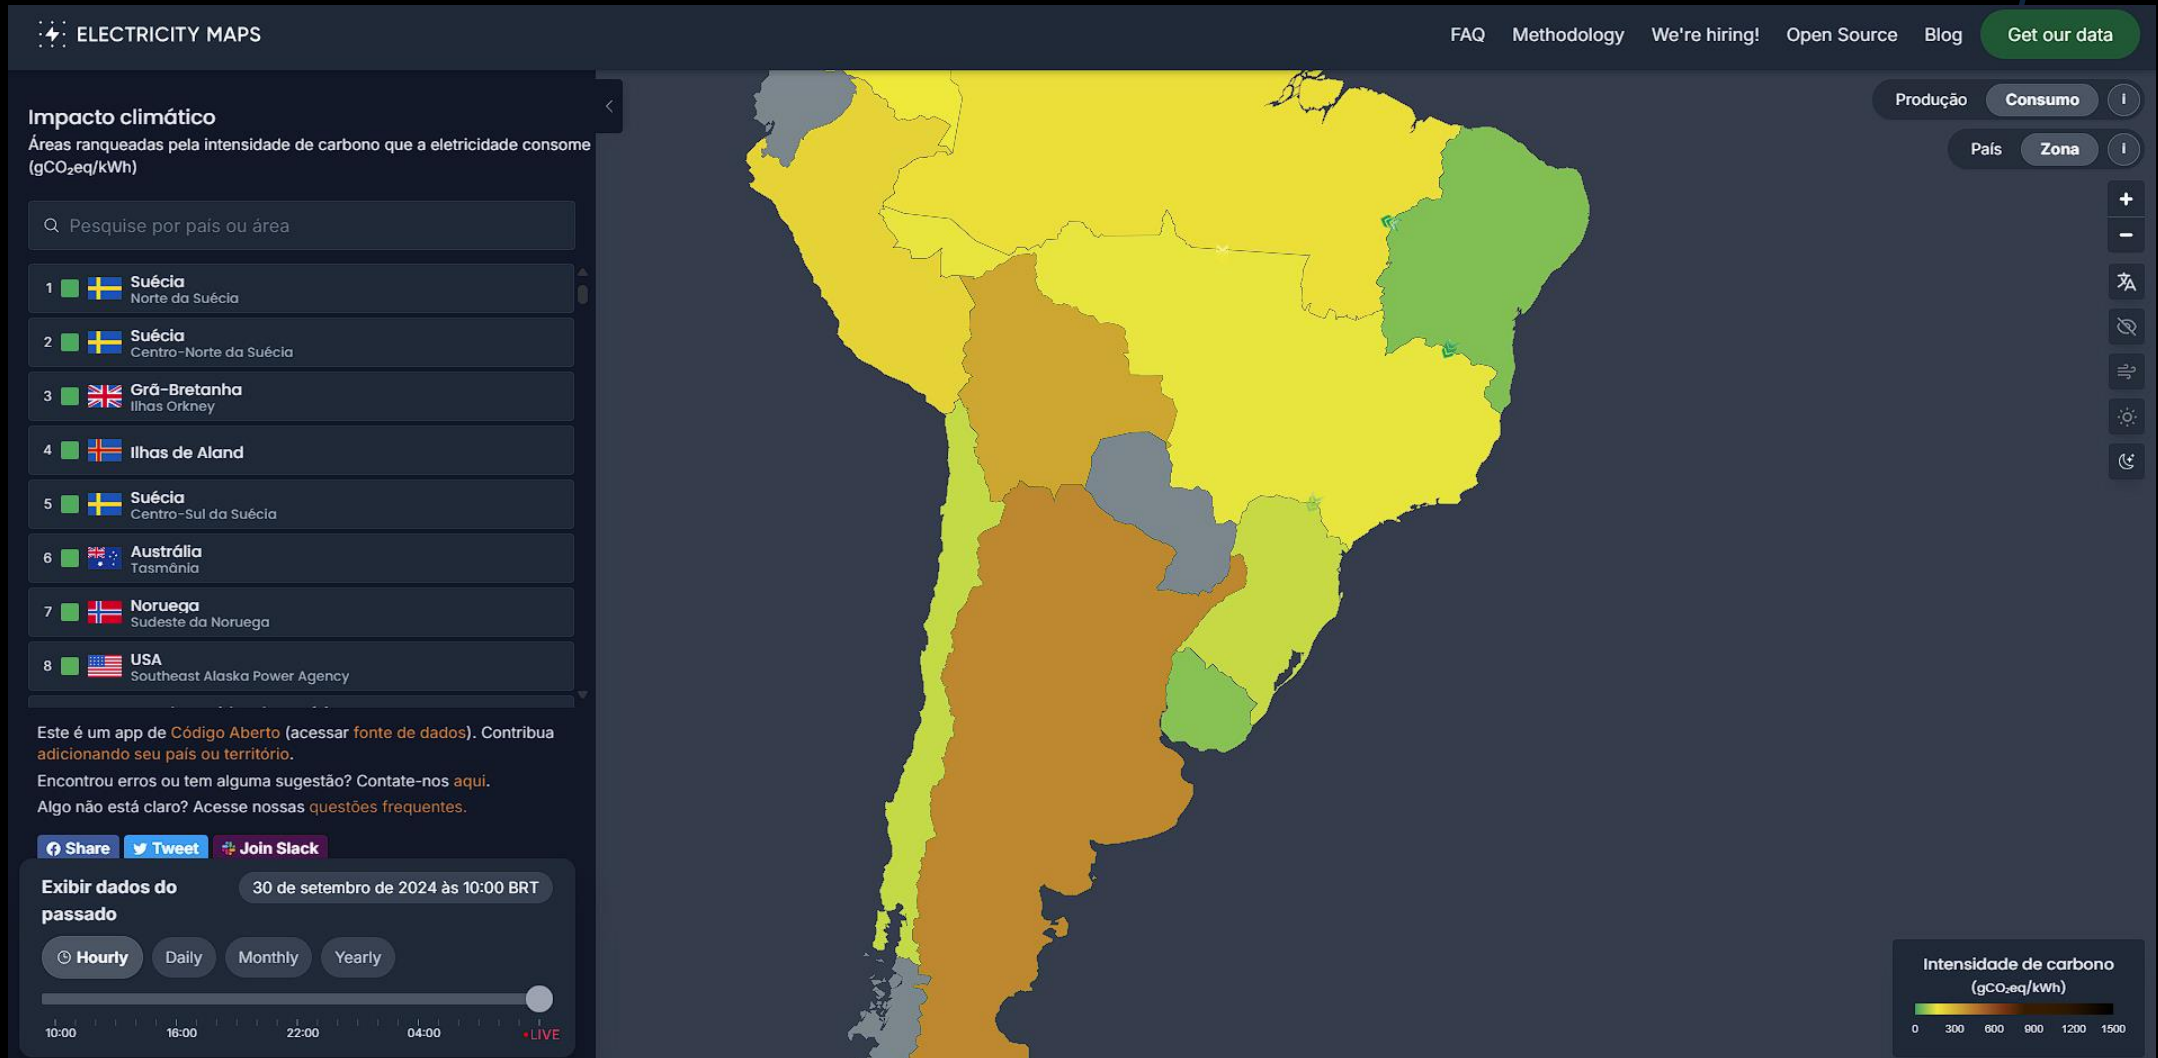 ELECTRICITY MAPS
FAQ
Methodology
We're hiring!
Open Source
Blog
Get our data
Impacto climático
Áreas ranqueadas pela intensidade de carbono que a eletricidade consome
(gCO₂eq/kWh)
Pesquise por país ou área
1
Suécia
Norte da Suécia
2
Suécia
Centro-Norte da Suécia
3
Grã-Bretanha
Ilhas Orkney
4
Ilhas de Aland
5
Suécia
Centro-Sul da Suécia
6
Austrália
Tasmânia
7
Noruega
Sudeste da Noruega
8
USA
Southeast Alaska Power Agency
Este é um app de Código Aberto (acessar fonte de dados). Contribua
adicionando seu país ou território.
Encontrou erros ou tem alguma sugestão? Contate-nos aqui.
Algo não está claro? Acesse nossas questões frequentes.
Share
Tweet
Join Slack
Exibir dados do
passado
30 de setembro de 2024 às 10:00 BRT
Hourly
Daily
Monthly
Yearly
10:00
16:00
22:00
04:00
LIVE
Produção
Consumo
i
País
Zona
i
+
−
Intensidade de carbono
(gCO₂eq/kWh)
0 300 600 900 1200 1500